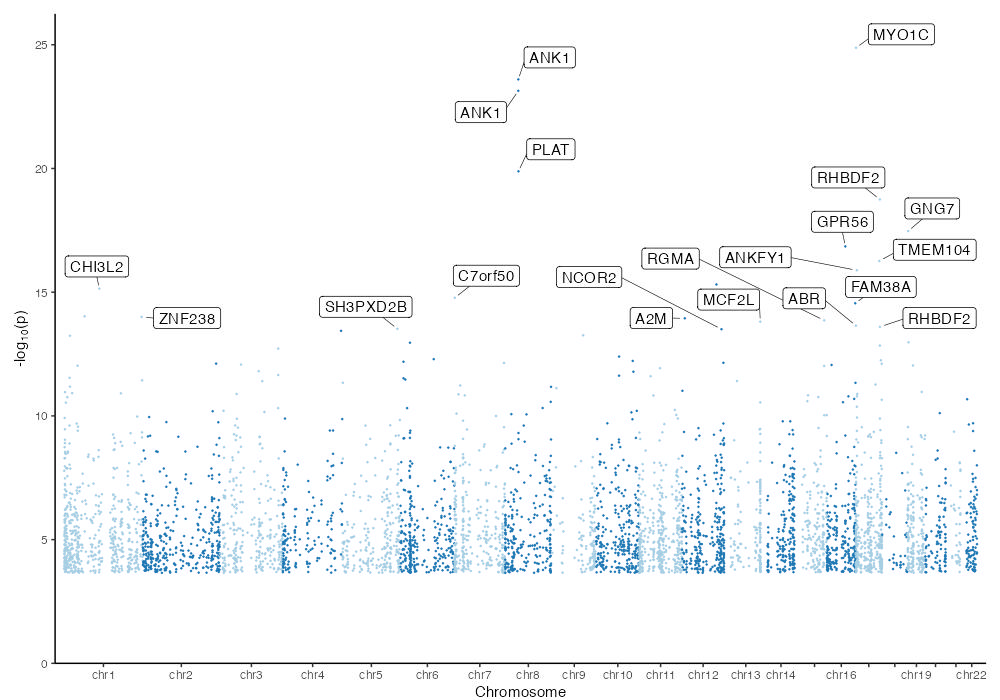 25
20
15
10
5
0
-log10(p)
MYO1C
ANK1
ANK1
PLAT
RHBDF2
GNG7
GPR56
TMEM104
RGMA
ANKFY1
CHI3L2
C7orf50
NCOR2
FAM38A
SH3PXD2B
MCF2L
ABR
ZNF238
A2M
RHBDF2
chr1 chr2 chr3 chr4 chr5 chr6 chr7 chr8 chr9 chr10 chr11 chr12 chr13 chr14 chr16 chr19 chr22
Chromosome